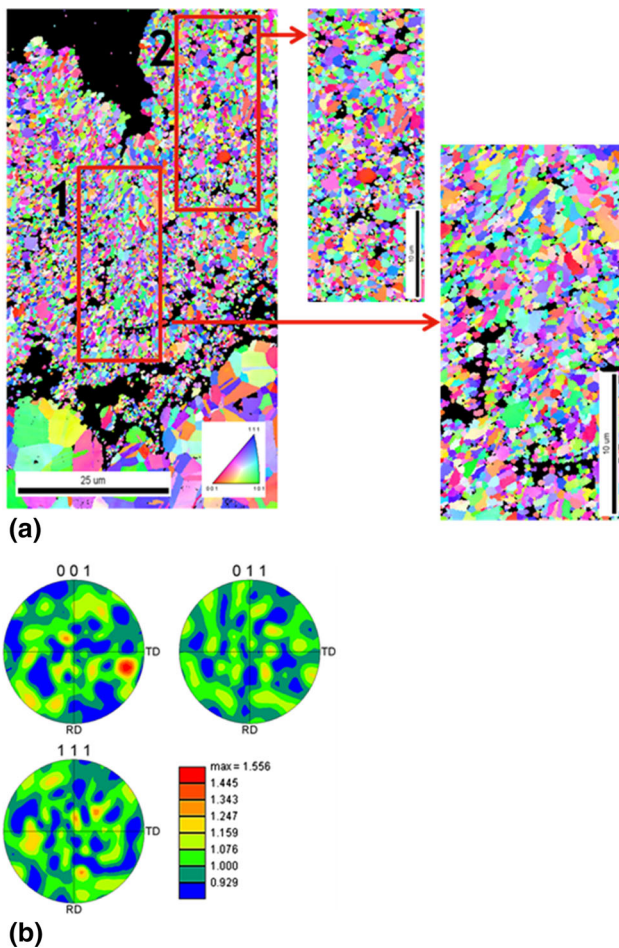 2
1
10 um
10 um
111
001 101
25 um
(a)
0 0 1
0 1 1
TD
TD
RD
RD
1 1 1
max = 1.556
1.445
1.343
1.247
1.159
1.076
1.000
0.929
TD
RD
(b)